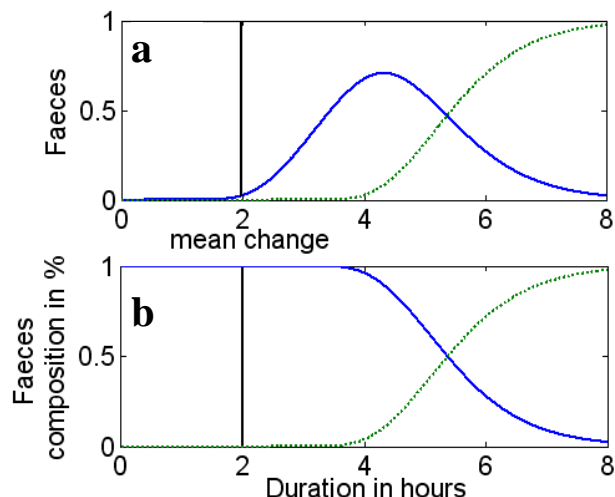 a
Faeces
1
0.5
0
0 2 4 6 8
mean change
b
Faeces
composition in %
1
0.5
0
0 2 4 6 8
Duration in hours